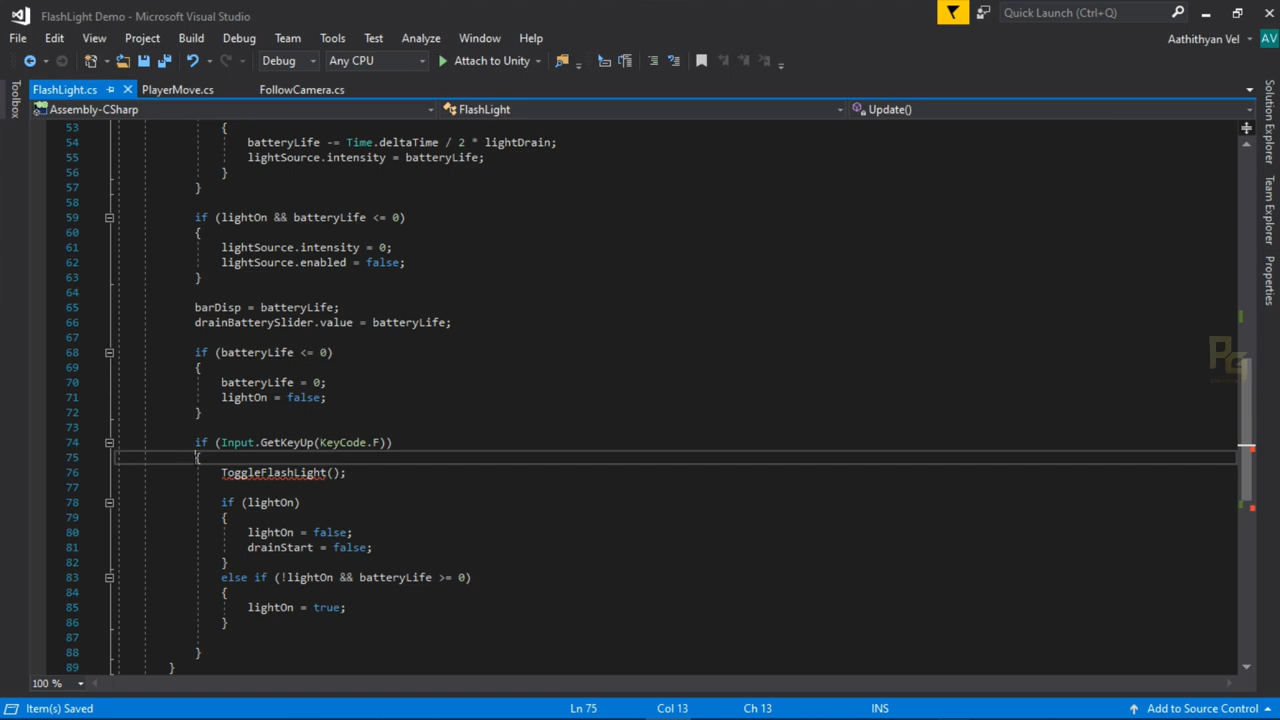 FlashLight Demo - Microsoft Visual Studio
Quick Launch (Ctrl+Q)
File Edit View Project Build Debug Team Tools Test Analyze Window Help
Aathithyan Vel AV
Debug Any CPU Attach to Unity
FlashLight.cs PlayerMove.cs FollowCamera.cs
Toolbox
Solution Explorer
Team Explorer
Properties
Assembly-CSharp FlashLight Update()
53 {
54 batteryLife -= Time.deltaTime / 2 * lightDrain;
55 lightSource.intensity = batteryLife;
56 }
57 }
58
59 if (lightOn && batteryLife <= 0)
60 {
61 lightSource.intensity = 0;
62 lightSource.enabled = false;
63 }
64
65 barDisp = batteryLife;
66 drainBatterySlider.value = batteryLife;
67
68 if (batteryLife <= 0)
69 {
70 batteryLife = 0;
71 lightOn = false;
72 }
73
74 if (Input.GetKeyUp(KeyCode.F))
75 {
76 ToggleFlashLight();
77
78 if (lightOn)
79 {
80 lightOn = false;
81 drainStart = false;
82 }
83 else if (!lightOn && batteryLife >= 0)
84 {
85 lightOn = true;
86 }
87
88 }
89 }
PG
100 %
Item(s) Saved Ln 75 Col 13 Ch 13 INS Add to Source Control